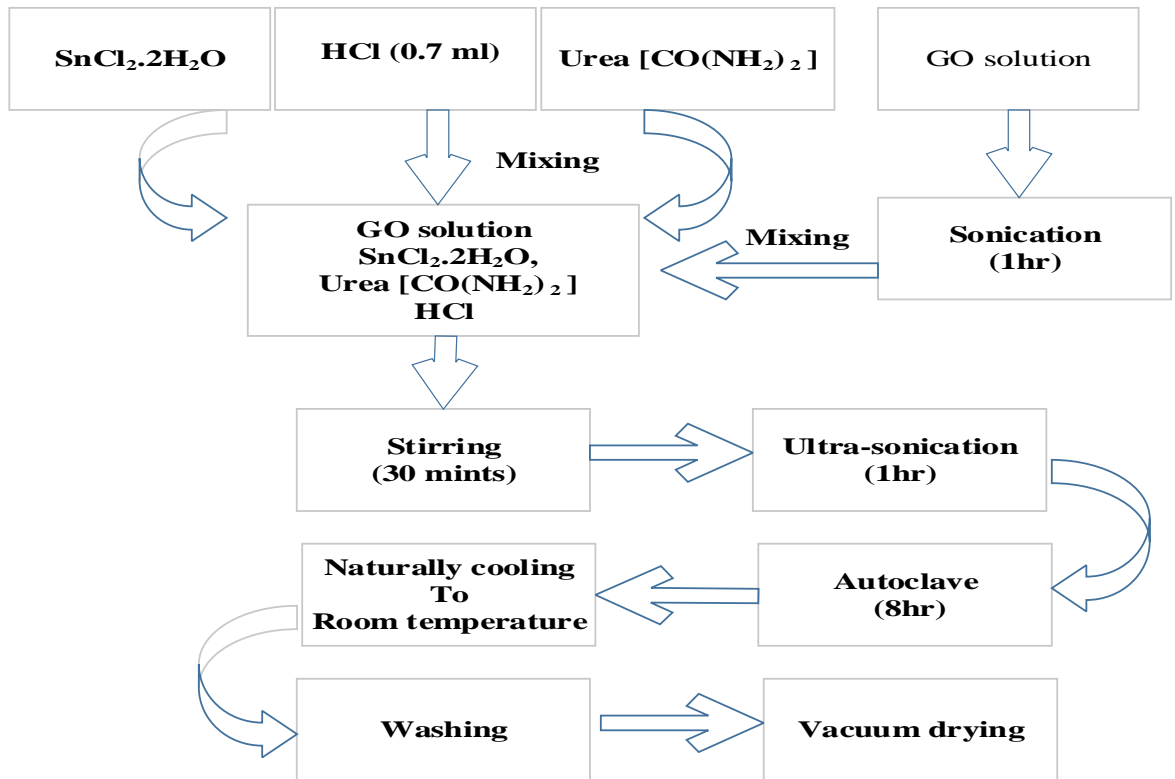 SnCl₂.2H₂O
HCl (0.7 ml)
Urea [CO(NH₂)₂]
GO solution
Mixing
GO solution
SnCl₂.2H₂O,
Urea [CO(NH₂)₂]
HCl
Mixing
Sonication
(1hr)
Stirring
(30 mints)
Ultra-sonication
(1hr)
Autoclave
(8hr)
Naturally cooling
To
Room temperature
Washing
Vacuum drying